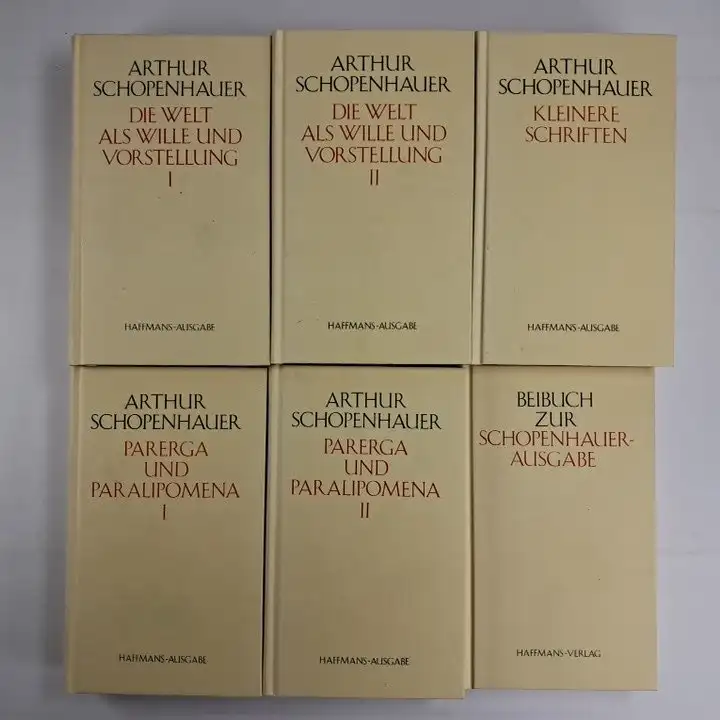 ARTHUR
SCHOPENHAUER
DIE WELT
ALS WILLE UND
VORSTELLUNG
I
HAFFMANS-AUSGABE
ARTHUR
SCHOPENHAUER
DIE WELT
ALS WILLE UND
VORSTELLUNG
II
HAFFMANS-AUSGABE
ARTHUR
SCHOPENHAUER
KLEINERE
SCHRIFTEN
HAFFMANS-AUSGABE
ARTHUR
SCHOPENHAUER
PARERGA
UND
PARALIPOMENA
I
HAFFMANS-AUSGABE
ARTHUR
SCHOPENHAUER
PARERGA
UND
PARALIPOMENA
II
HAFFMANS-AUSGABE
BEIBUCH
ZUR
SCHOPENHAUER-
AUSGABE
HAFFMANS-VERLAG